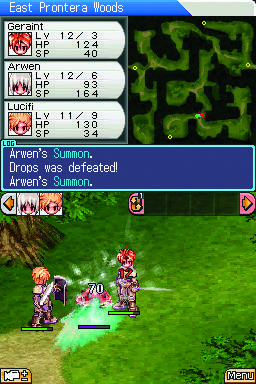 East Prontera Woods
Geraint
Lv 12/ 3
HP 124
SP 40
Arwen
Lv 12/ 6
HP 93
SP 164
Lucifi
Lv 11/ 9
HP 130
SP 34
LOG
Arwen's Summon.
Drops was defeated!
Arwen's Summon.
70
Menu